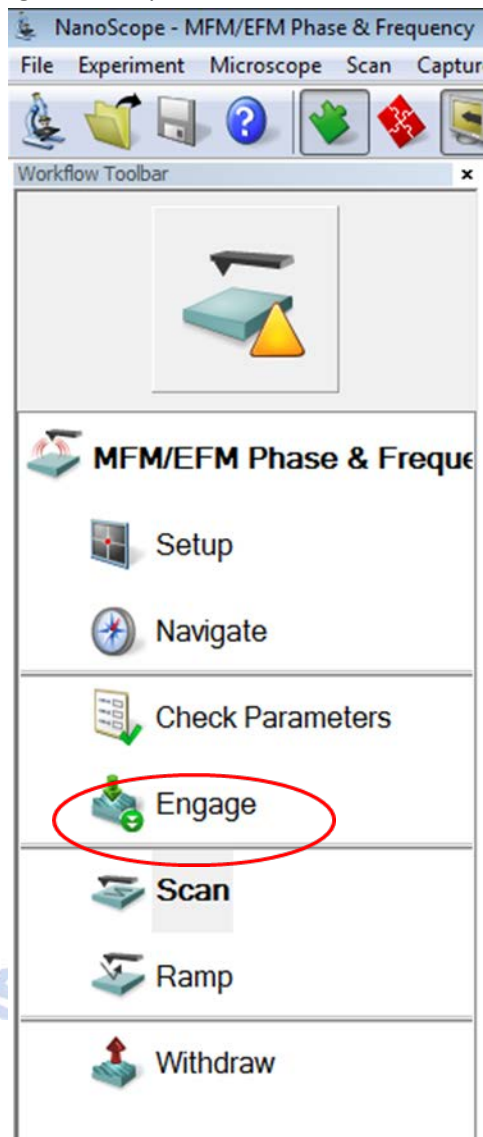 NanoScope - MFM/EFM Phase & Frequency
File Experiment Microscope Scan Captur
Workflow Toolbar x
MFM/EFM Phase & Freque
Setup
Navigate
Check Parameters
Engage
Scan
Ramp
Withdraw